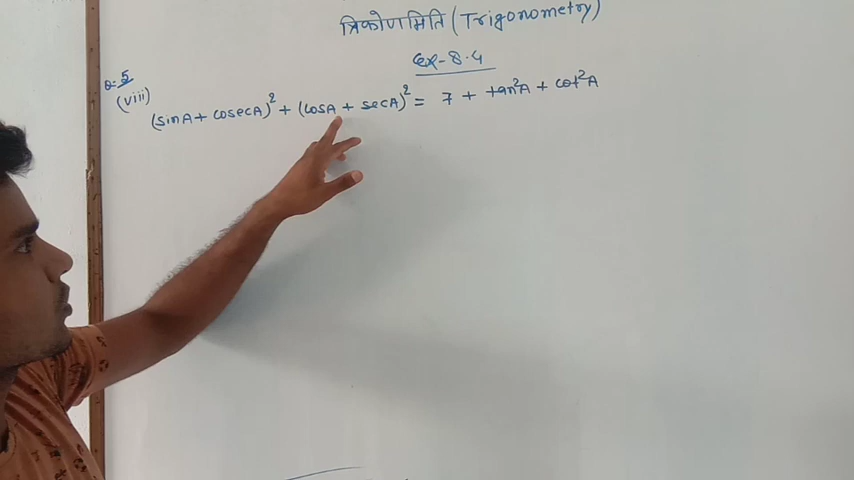 त्रिकोणमिति (Trigonometry)
Ex-8.4
Q:5
(viii) (sinA + cosecA)² + (cosA + secA)² = 7 + tan²A + cot²A